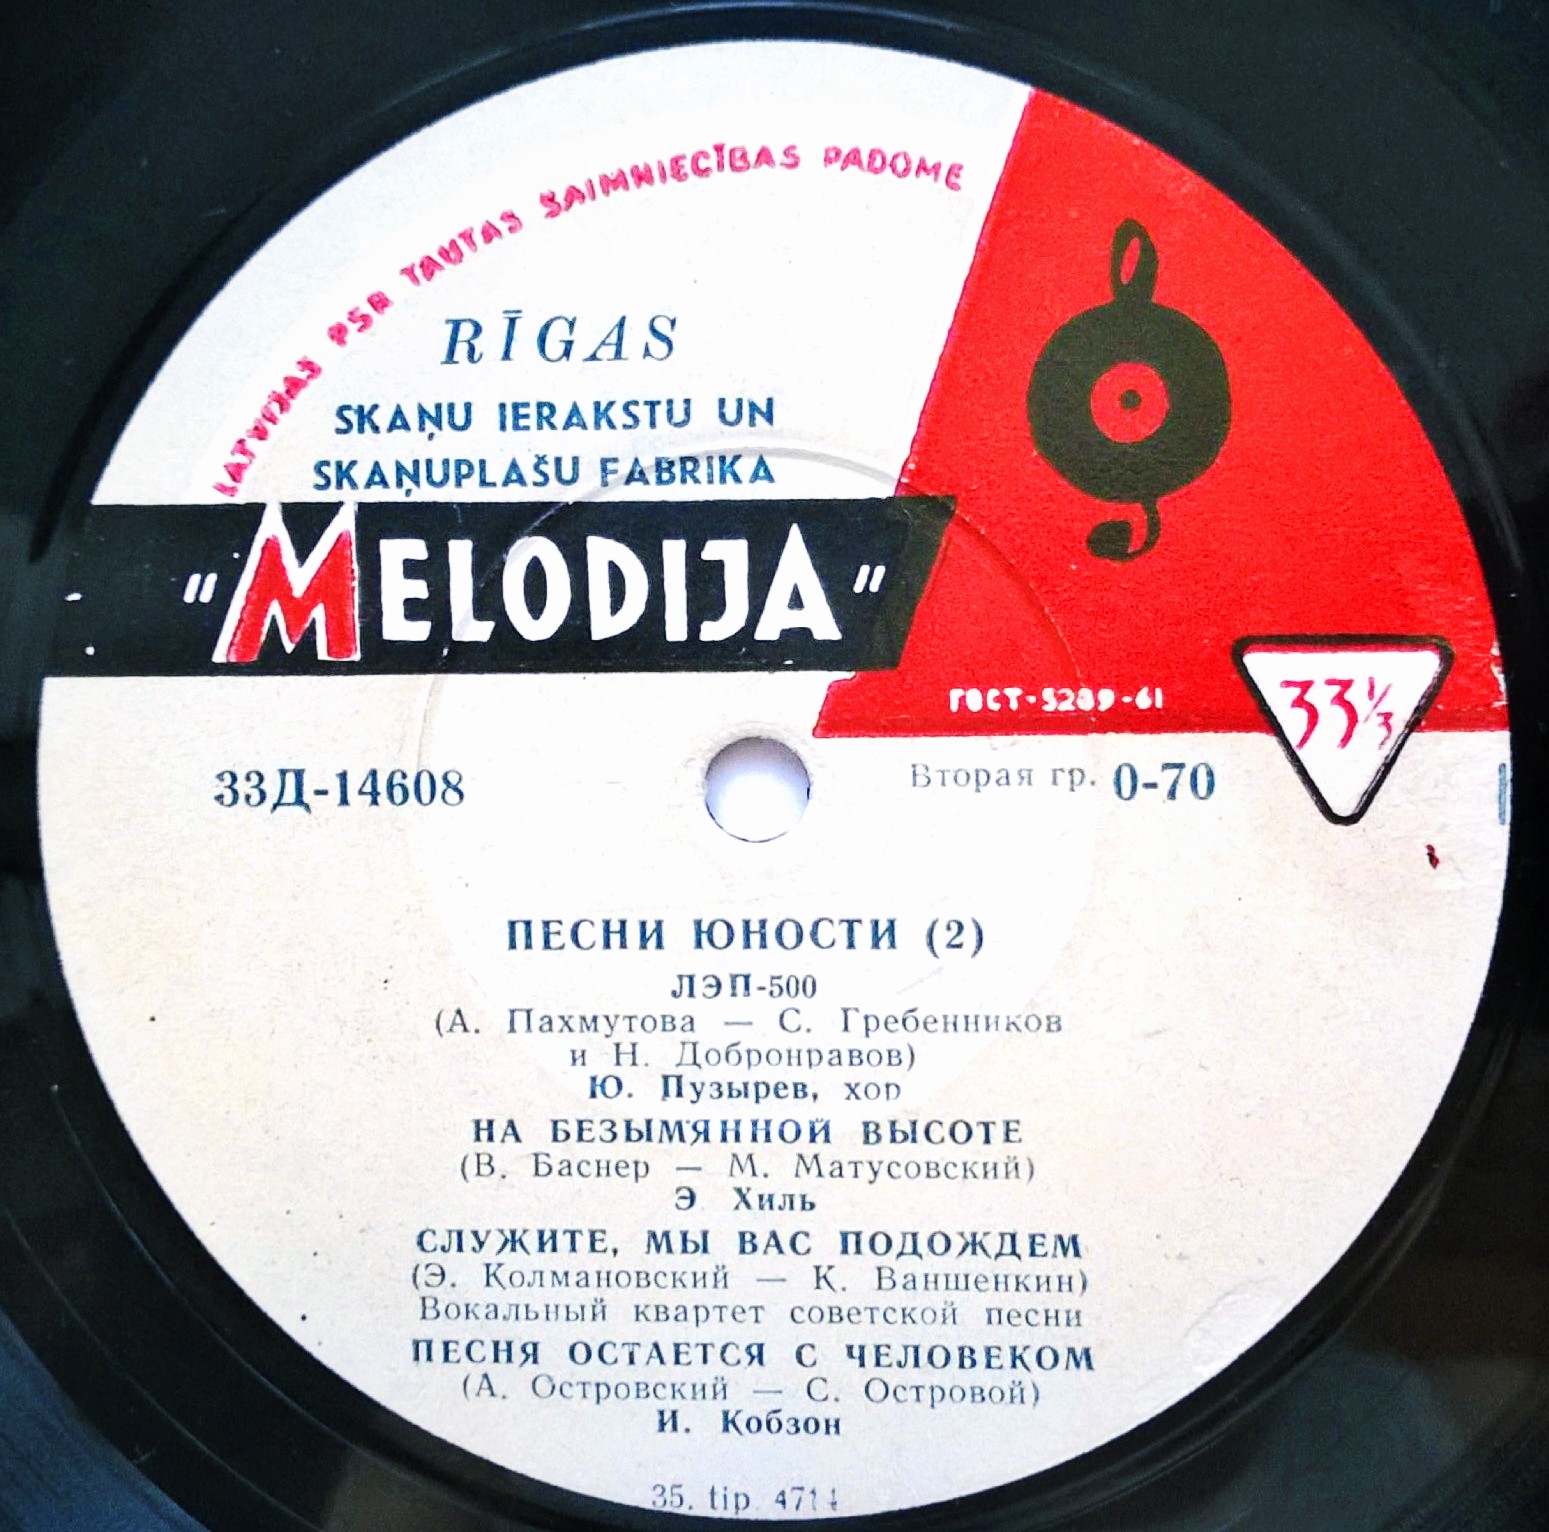 LATVIJAS PSR TAUTAS SAIMNIECĪBAS PADOME
RĪGAS
SKAŅU IERAKSTU UN
SKAŅUPLAŠU FABRIKA
"MELODIJA"
ГОСТ-5289-61
33⅓
33Д-14608
Вторая гр. 0-70
ПЕСНИ ЮНОСТИ (2)
ЛЭП-500
(А. Пахмутова — С. Гребенников
и Н. Добронравов)
Ю. Пузырев, хор
НА БЕЗЫМЯННОЙ ВЫСОТЕ
(В. Баснер — М. Матусовский)
Э Хиль
СЛУЖИТЕ, МЫ ВАС ПОДОЖДЕМ
(Э. Колмановский — К. Ваншенкин)
Вокальный квартет советской песни
ПЕСНЯ ОСТАЕТСЯ С ЧЕЛОВЕКОМ
(А. Островский — С. Островой)
И. Кобзон
35. tip